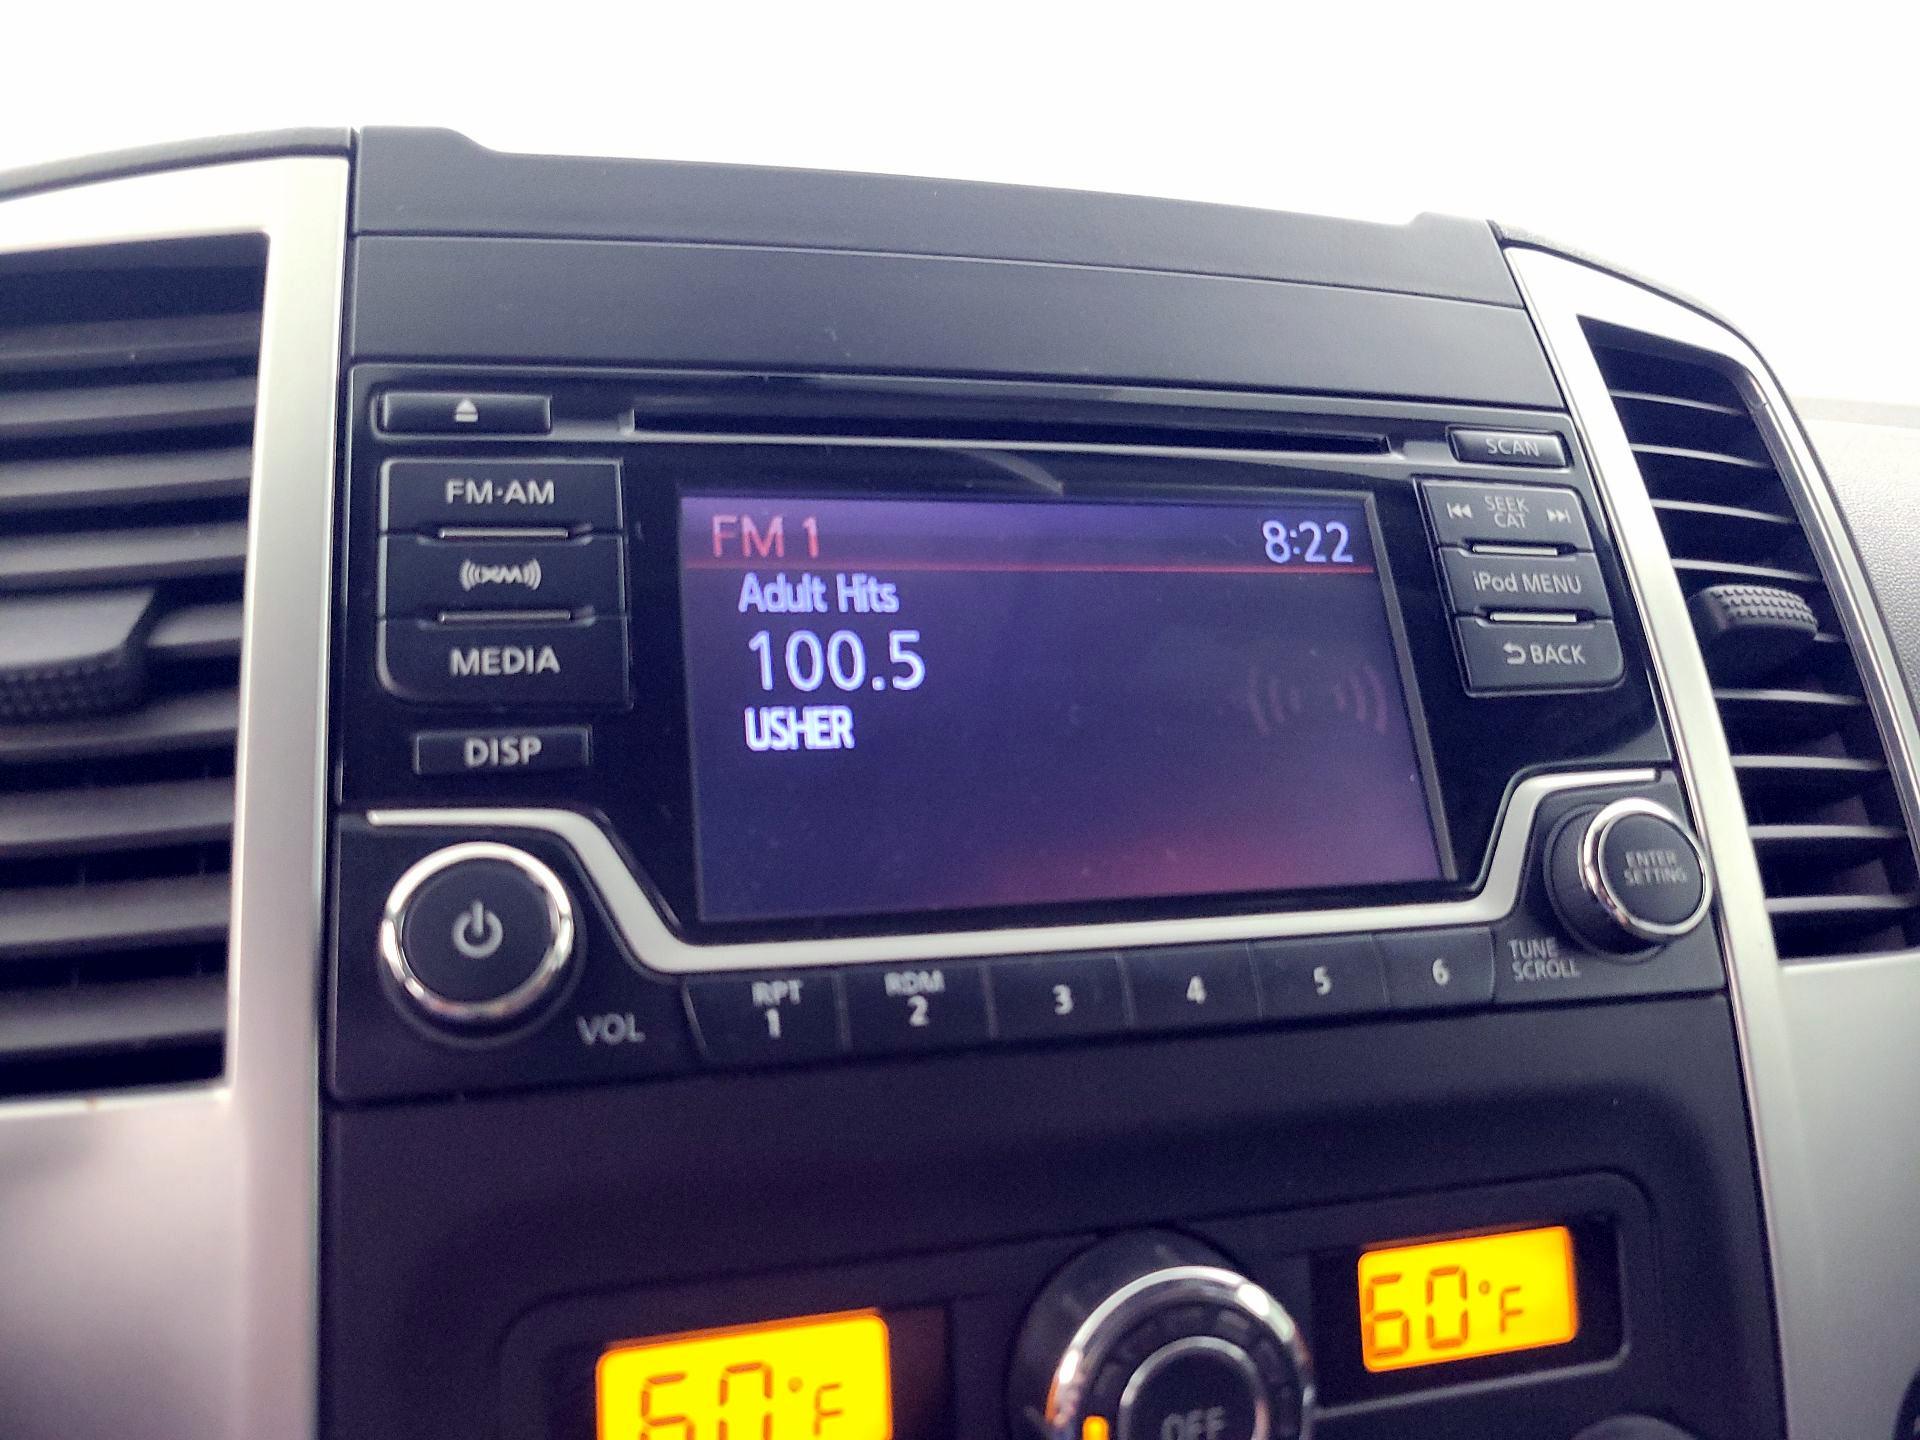 SCAN
FM·AM
SEEK
CAT
XM
iPod MENU
MEDIA
BACK
DISP
FM 1 8:22
Adult Hits
100.5
USHER
ENTER
SETTING
TUNE
SCROLL
VOL
RPT
1
RDM
2
3
4
5
6
60°F
60°F
OFF